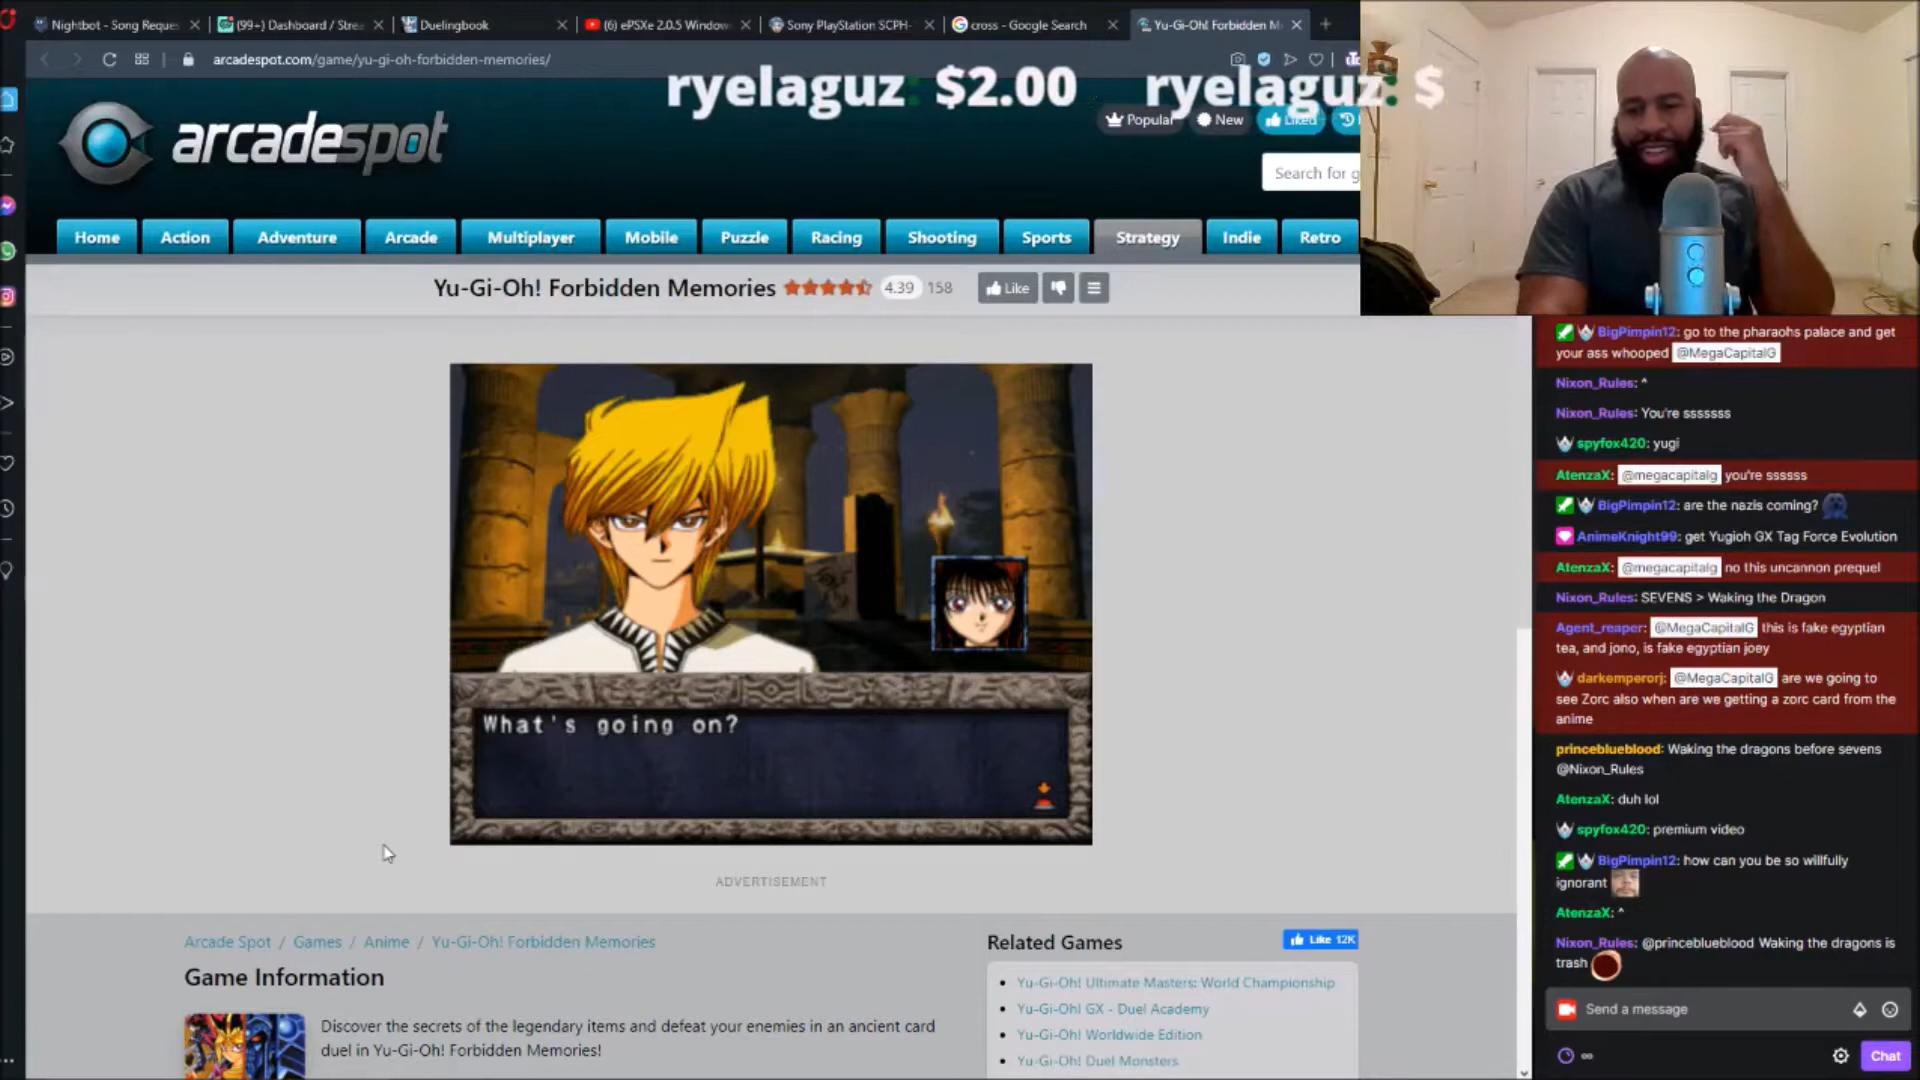 Nightbot - Song Reques
(99+) Dashboard / Strea
Duelingbook
(6) ePSXe 2.0.5 Window
Sony PlayStation SCPH-
cross - Google Search
Yu-Gi-Oh! Forbidden M
arcadespot.com/game/yu-gi-oh-forbidden-memories/
ryelaguz: $2.00 ryelaguz: $
arcadespot
Popular
New
Liked
Search for g
Home
Action
Adventure
Arcade
Multiplayer
Mobile
Puzzle
Racing
Shooting
Sports
Strategy
Indie
Retro
Yu-Gi-Oh! Forbidden Memories
4.39 158
Like
What's going on?
ADVERTISEMENT
Arcade Spot / Games / Anime / Yu-Gi-Oh! Forbidden Memories
Game Information
Discover the secrets of the legendary items and defeat your enemies in an ancient card
duel in Yu-Gi-Oh! Forbidden Memories!
Related Games
Like 12K
Yu-Gi-Oh! Ultimate Masters: World Championship
Yu-Gi-Oh! GX - Duel Academy
Yu-Gi-Oh! Worldwide Edition
Yu-Gi-Oh! Duel Monsters
BigPimpin12: go to the pharaohs palace and get
your ass whooped @MegaCapitalG
Nixon_Rules: ^
Nixon_Rules: You're sssssss
spyfox420: yugi
AtenzaX: @megacapitalg you're ssssss
BigPimpin12: are the nazis coming?
AnimeKnight99: get Yugioh GX Tag Force Evolution
AtenzaX: @megacapitalg no this uncannon prequel
Nixon_Rules: SEVENS > Waking the Dragon
Agent_reaper: @MegaCapitalG this is fake egyptian
tea, and jono, is fake egyptian joey
darkemperorj: @MegaCapitalG are we going to
see Zorc also when are we getting a zorc card from the
anime
princeblueblood: Waking the dragons before sevens
@Nixon_Rules
AtenzaX: duh lol
spyfox420: premium video
BigPimpin12: how can you be so willfully
ignorant
AtenzaX: ^
Nixon_Rules: @princeblueblood Waking the dragons is
trash
Send a message
Chat